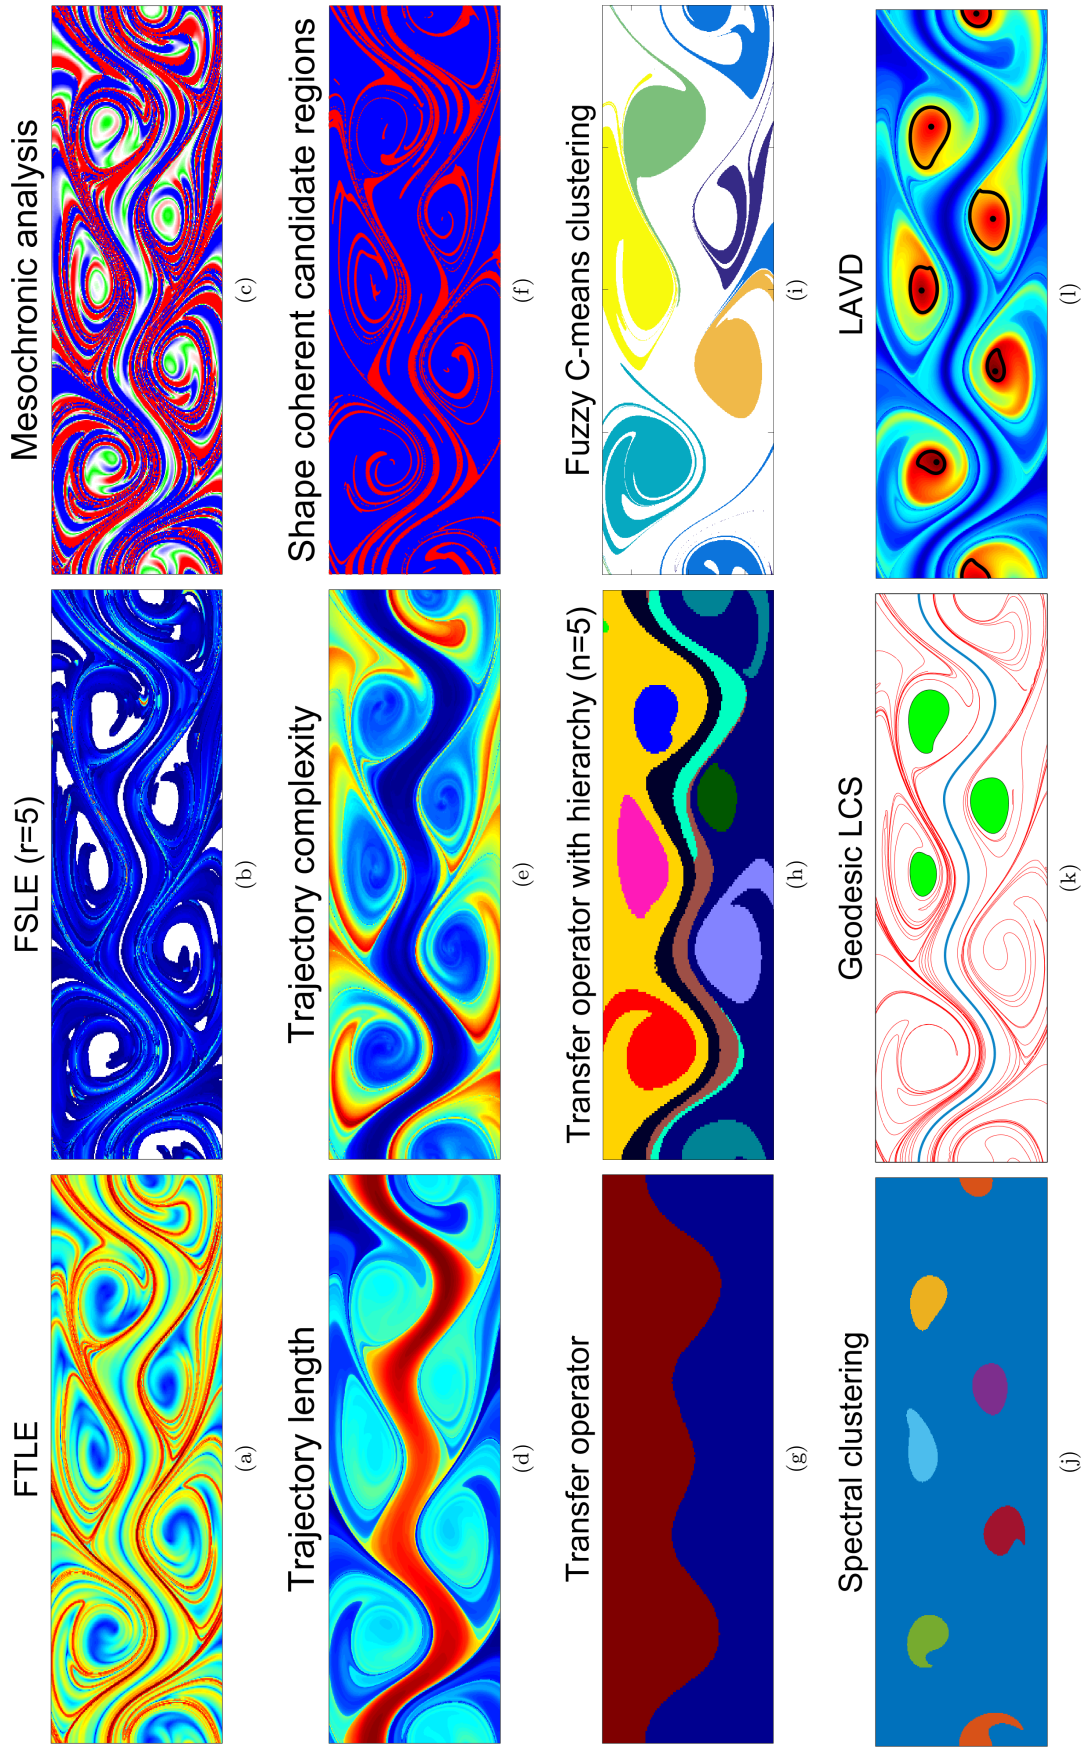 FTLE
(a)
FSLE (r=5)
(b)
Mesochronic analysis
(c)
Trajectory length
(d)
Trajectory complexity
(e)
Shape coherent candidate regions
(f)
Transfer operator
(g)
Transfer operator with hierarchy (n=5)
(h)
Fuzzy C-means clustering
(i)
Spectral clustering
(j)
Geodesic LCS
(k)
LAVD
(l)